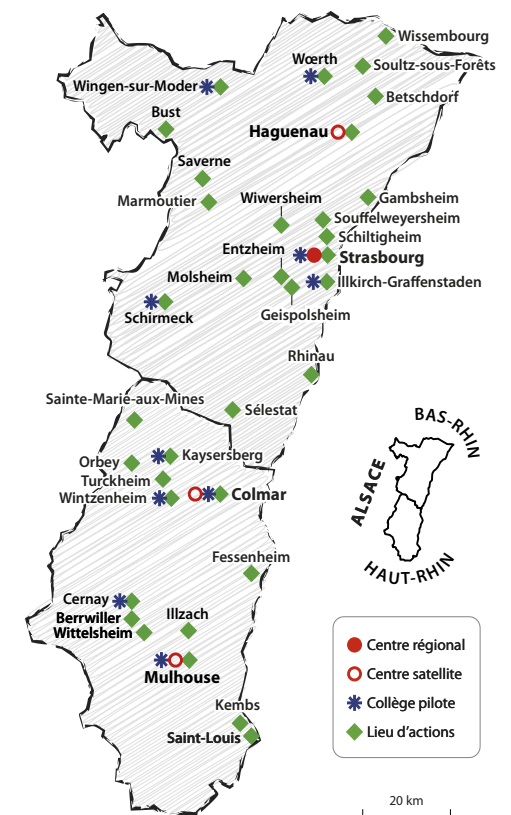 Wissembourg
Wœrth
Soultz-sous-Forêts
Wingen-sur-Moder
Betschdorf
Bust
Haguenau
Saverne
Marmoutier
Wiwersheim
Gambsheim
Souffelweyersheim
Schiltigheim
Entzheim
Strasbourg
Molsheim
Illkirch-Graffenstaden
Schirmeck
Geispolsheim
Rhinau
Sainte-Marie-aux-Mines
Sélestat
BAS-RHIN
Kaysersberg
Orbey
Turckheim
Wintzenheim
Colmar
ALSACE
HAUT-RHIN
Fessenheim
Cernay
Berrwiller
Illzach
Wittelsheim
Mulhouse
Kembs
Saint-Louis
Centre régional
Centre satellite
Collège pilote
Lieu d'actions
20 km